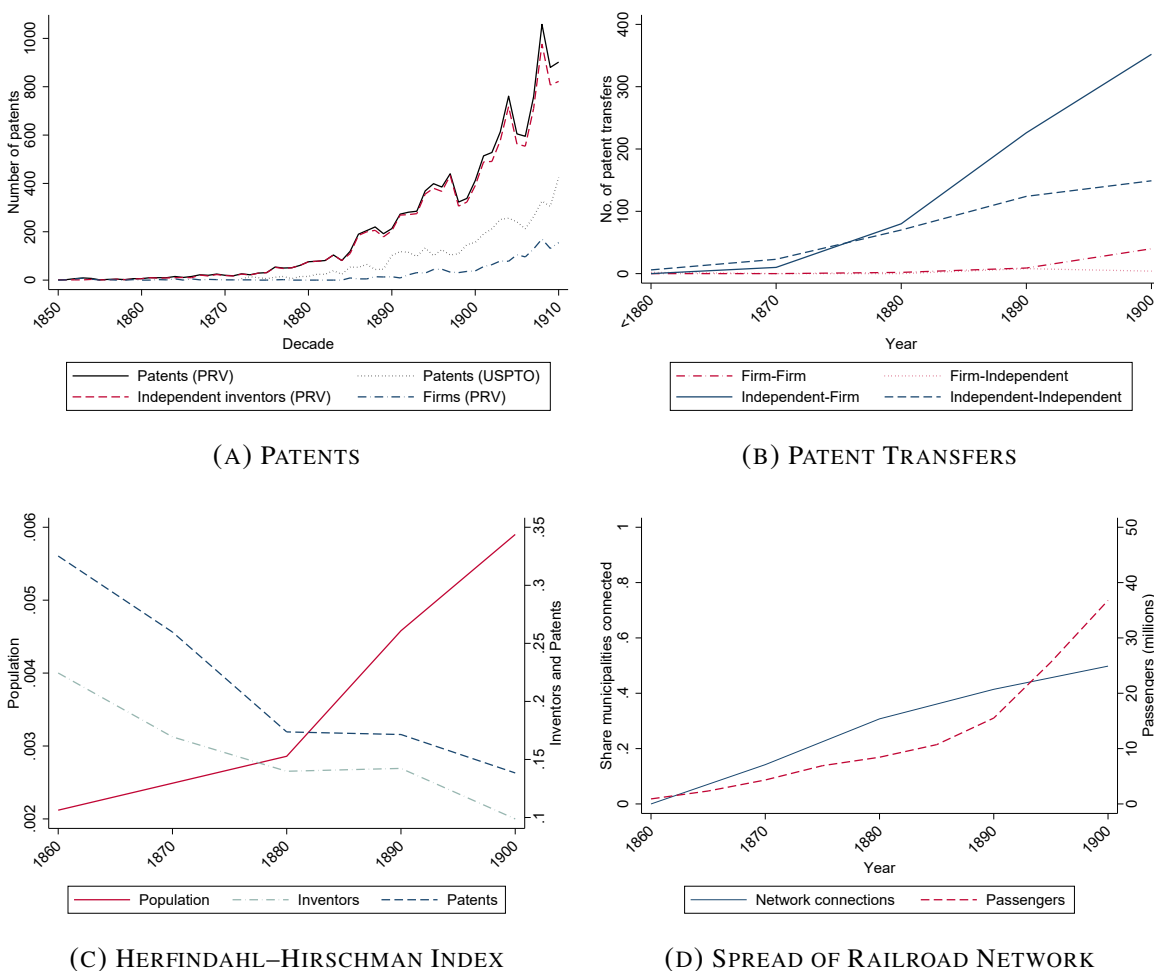 Number of patents
0 200 400 600 800 1000
1850 1860 1870 1880 1890 1900 1910
Decade
Patents (PRV) Patents (USPTO)
Independent inventors (PRV) Firms (PRV)
(A) PATENTS
No. of patent transfers
0 100 200 300 400
<1860 1870 1880 1890 1900
Year
Firm-Firm Firm-Independent
Independent-Firm Independent-Independent
(B) PATENT TRANSFERS
Population
.002 .003 .004 .005 .006
.1 .15 .2 .25 .3 .35
Inventors and Patents
1860 1870 1880 1890 1900
Population Inventors Patents
(C) HERFINDAHL–HIRSCHMAN INDEX
Share municipalities connected
0 .2 .4 .6 .8 1
0 10 20 30 40 50
Passengers (millions)
1860 1870 1880 1890 1900
Year
Network connections Passengers
(D) SPREAD OF RAILROAD NETWORK